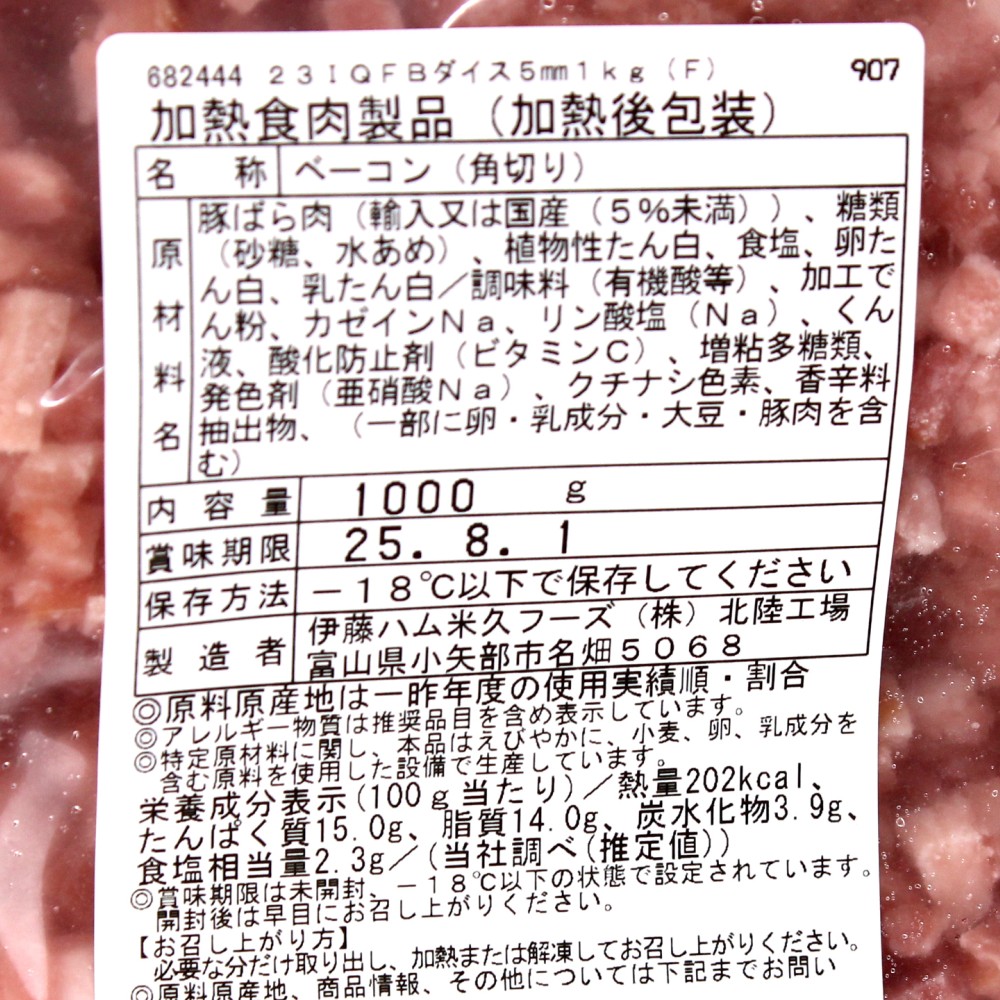 682444 23IQFBダイス5mm1kg（F） 907
加熱食肉製品（加熱後包装）
名称 ベーコン（角切り）
原材料名 豚ばら肉（輸入又は国産（5％未満））、糖類
（砂糖、水あめ）、植物性たん白、食塩、卵た
ん白、乳たん白／調味料（有機酸等）、加工で
ん粉、カゼインNa、リン酸塩（Na）、くん
液、酸化防止剤（ビタミンC）、増粘多糖類、
発色剤（亜硝酸Na）、クチナシ色素、香辛料
抽出物、（一部に卵・乳成分・大豆・豚肉を含
む）
内容量 1000 g
賞味期限 25. 8. 1
保存方法 −18℃以下で保存してください
製造者 伊藤ハム米久フーズ（株）北陸工場
富山県小矢部市名畑5068
◎原料原産地は一昨年度の使用実績順・割合
◎アレルギー物質は推奨品目を含め表示しています。
◎特定原材料に関し、本品はえびやかに、小麦、卵、乳成分を
含む原料を使用した設備で生産しています。
栄養成分表示(100g当たり)／熱量202kcal、
たんぱく質15.0g、脂質14.0g、炭水化物3.9g、
食塩相当量2.3g／(当社調べ(推定値))
◎賞味期限は未開封、−18℃以下の状態で設定されています。
開封後は早目にお召し上がりください。
【お召し上がり方】
必要な分だけ取り出し、加熱または解凍してお召し上がりください。
◎原料原産地、商品情報、その他については下記までお問い